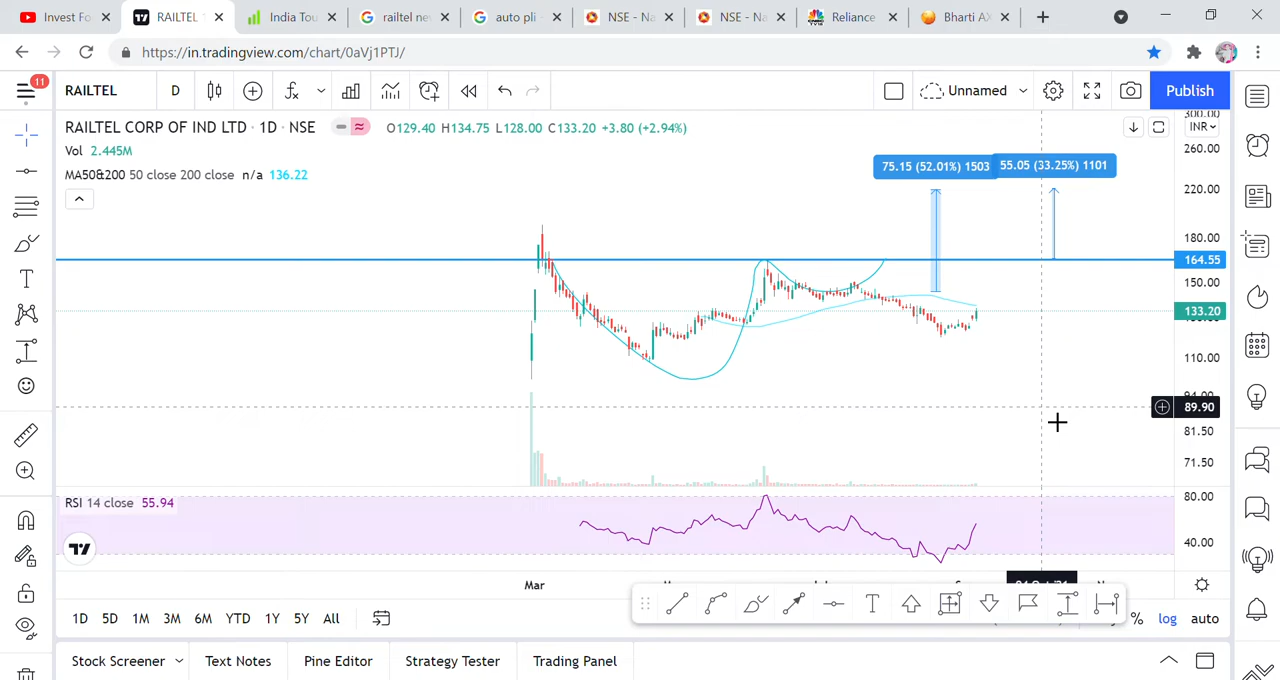 Invest Fo
RAILTEL
India Tou
railtel ne
auto pli
NSE - Na
NSE - Na
Reliance
Bharti AX
https://in.tradingview.com/chart/0aVj1PTJ/
11
RAILTEL
D
Unnamed
Publish
RAILTEL CORP OF IND LTD · 1D · NSE
O129.40 H134.75 L128.00 C133.20 +3.80 (+2.94%)
Vol 2.445M
MA50&200 50 close 200 close n/a 136.22
75.15 (52.01%) 1503
55.05 (33.25%) 1101
300.00
INR
260.00
220.00
180.00
164.55
150.00
133.20
110.00
89.90
81.50
71.50
RSI 14 close 55.94
80.00
40.00
Mar
1D
5D
1M
3M
6M
YTD
1Y
5Y
All
%
log
auto
Stock Screener
Text Notes
Pine Editor
Strategy Tester
Trading Panel